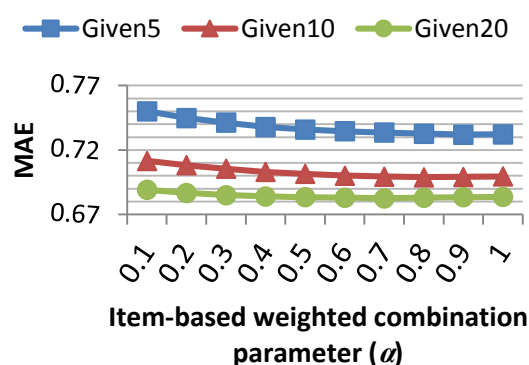 Given5 Given10 Given20
0.77
0.72
0.67
MAE
0.1 0.2 0.3 0.4 0.5 0.6 0.7 0.8 0.9 1
Item-based weighted combination
parameter (α)